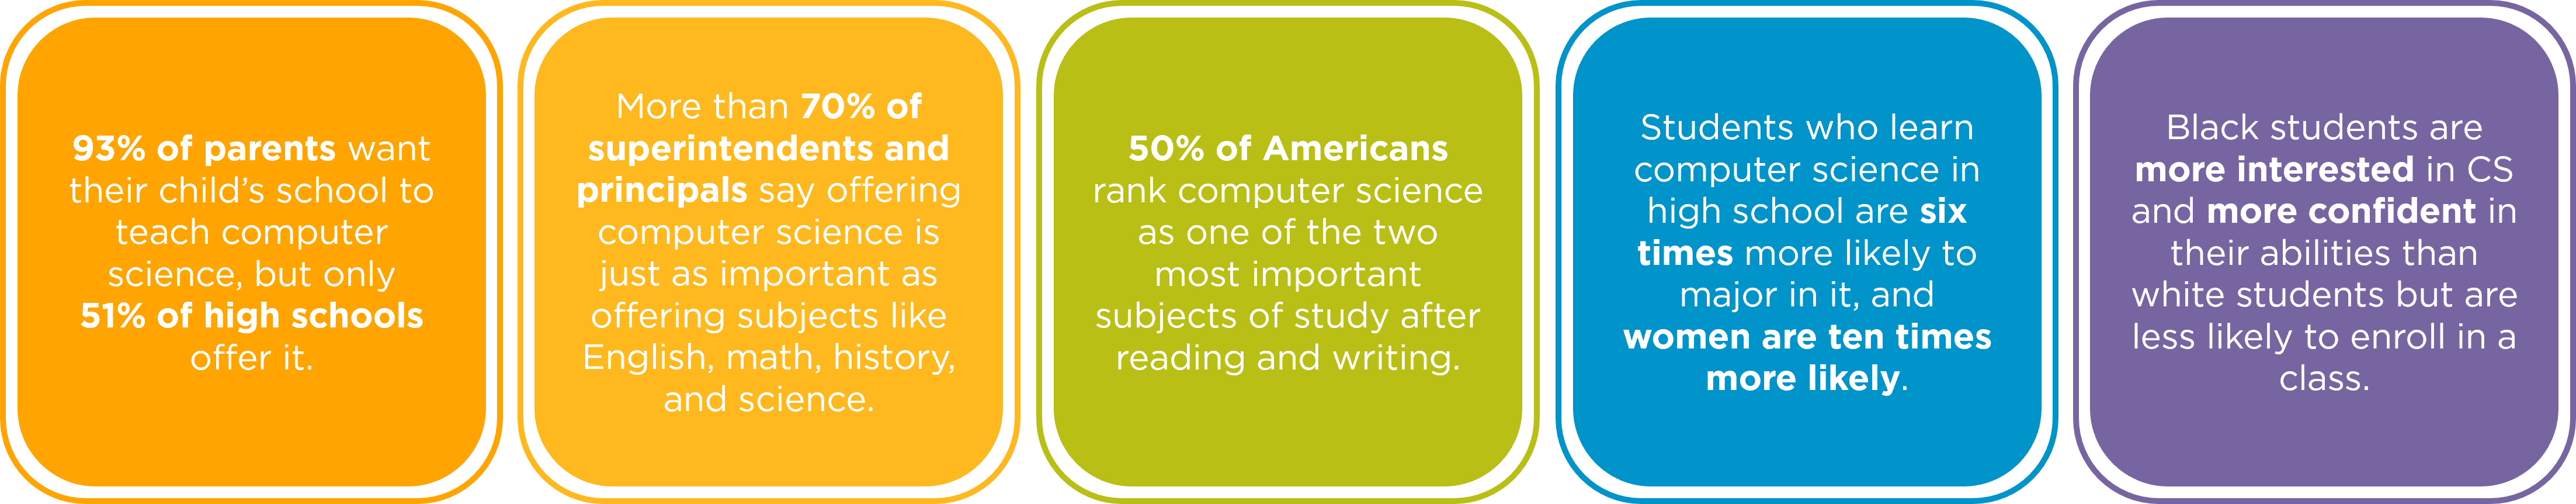 93% of parents want
their child’s school to
teach computer
science, but only
51% of high schools
offer it.
More than 70% of
superintendents and
principals say offering
computer science is
just as important as
offering subjects like
English, math, history,
and science.
50% of Americans
rank computer science
as one of the two
most important
subjects of study after
reading and writing.
Students who learn
computer science in
high school are six
times more likely to
major in it, and
women are ten times
more likely.
Black students are
more interested in CS
and more confident in
their abilities than
white students but are
less likely to enroll in a
class.